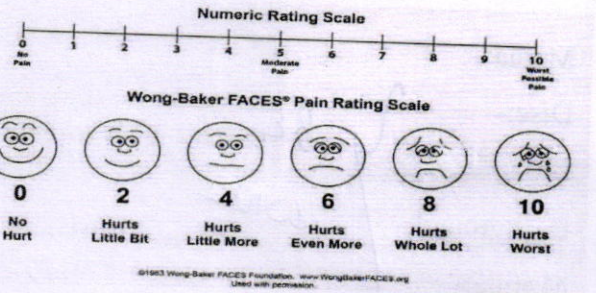 Numeric Rating Scale
0 1 2 3 4 5 6 7 8 9 10
No Pain
Moderate Pain
Worst Possible Pain
Wong-Baker FACES® Pain Rating Scale
0 2 4 6 8 10
No Hurt
Hurts Little Bit
Hurts Little More
Hurts Even More
Hurts Whole Lot
Hurts Worst
©1983 Wong-Baker FACES Foundation. www.WongBakerFACES.org
Used with permission.